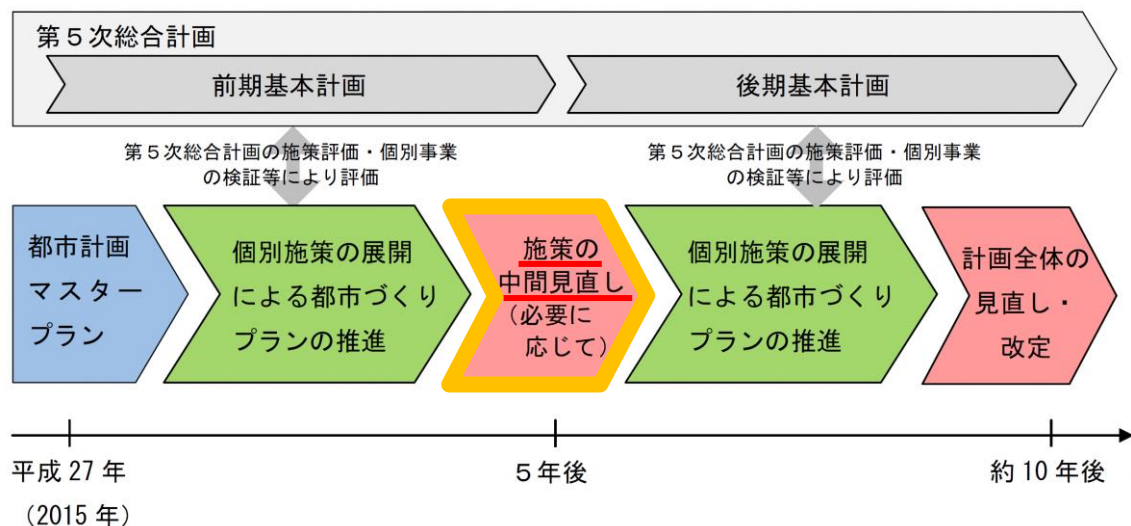 第５次総合計画
前期基本計画
後期基本計画
第５次総合計画の施策評価・個別事業
の検証等により評価
第５次総合計画の施策評価・個別事業
の検証等により評価
都市計画
マスター
プラン
個別施策の展開
による都市づくり
プランの推進
施策の
中間見直し
（必要に
応じて）
個別施策の展開
による都市づくり
プランの推進
計画全体の
見直し・
改定
平成 27 年
（2015 年）
５年後
約 10 年後